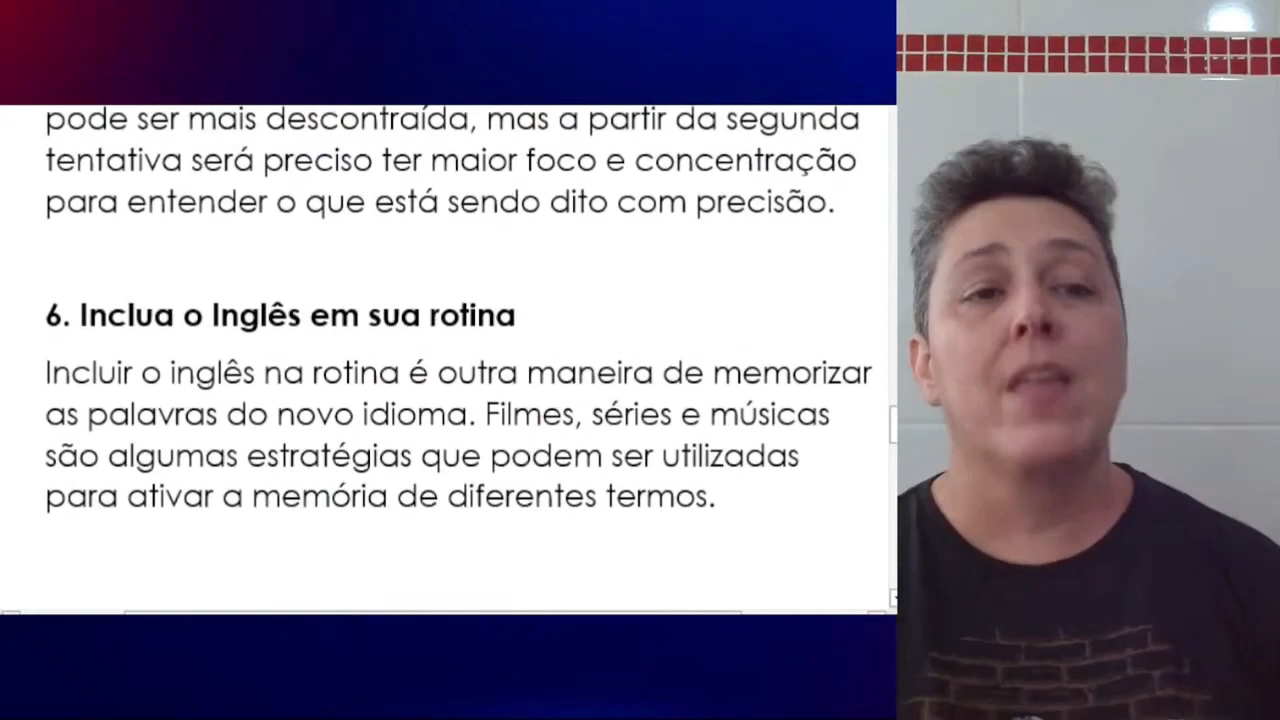 pode ser mais descontraída, mas a partir da segunda
tentativa será preciso ter maior foco e concentração
para entender o que está sendo dito com precisão.
6. Inclua o Inglês em sua rotina
Incluir o inglês na rotina é outra maneira de memorizar
as palavras do novo idioma. Filmes, séries e músicas
são algumas estratégias que podem ser utilizadas
para ativar a memória de diferentes termos.